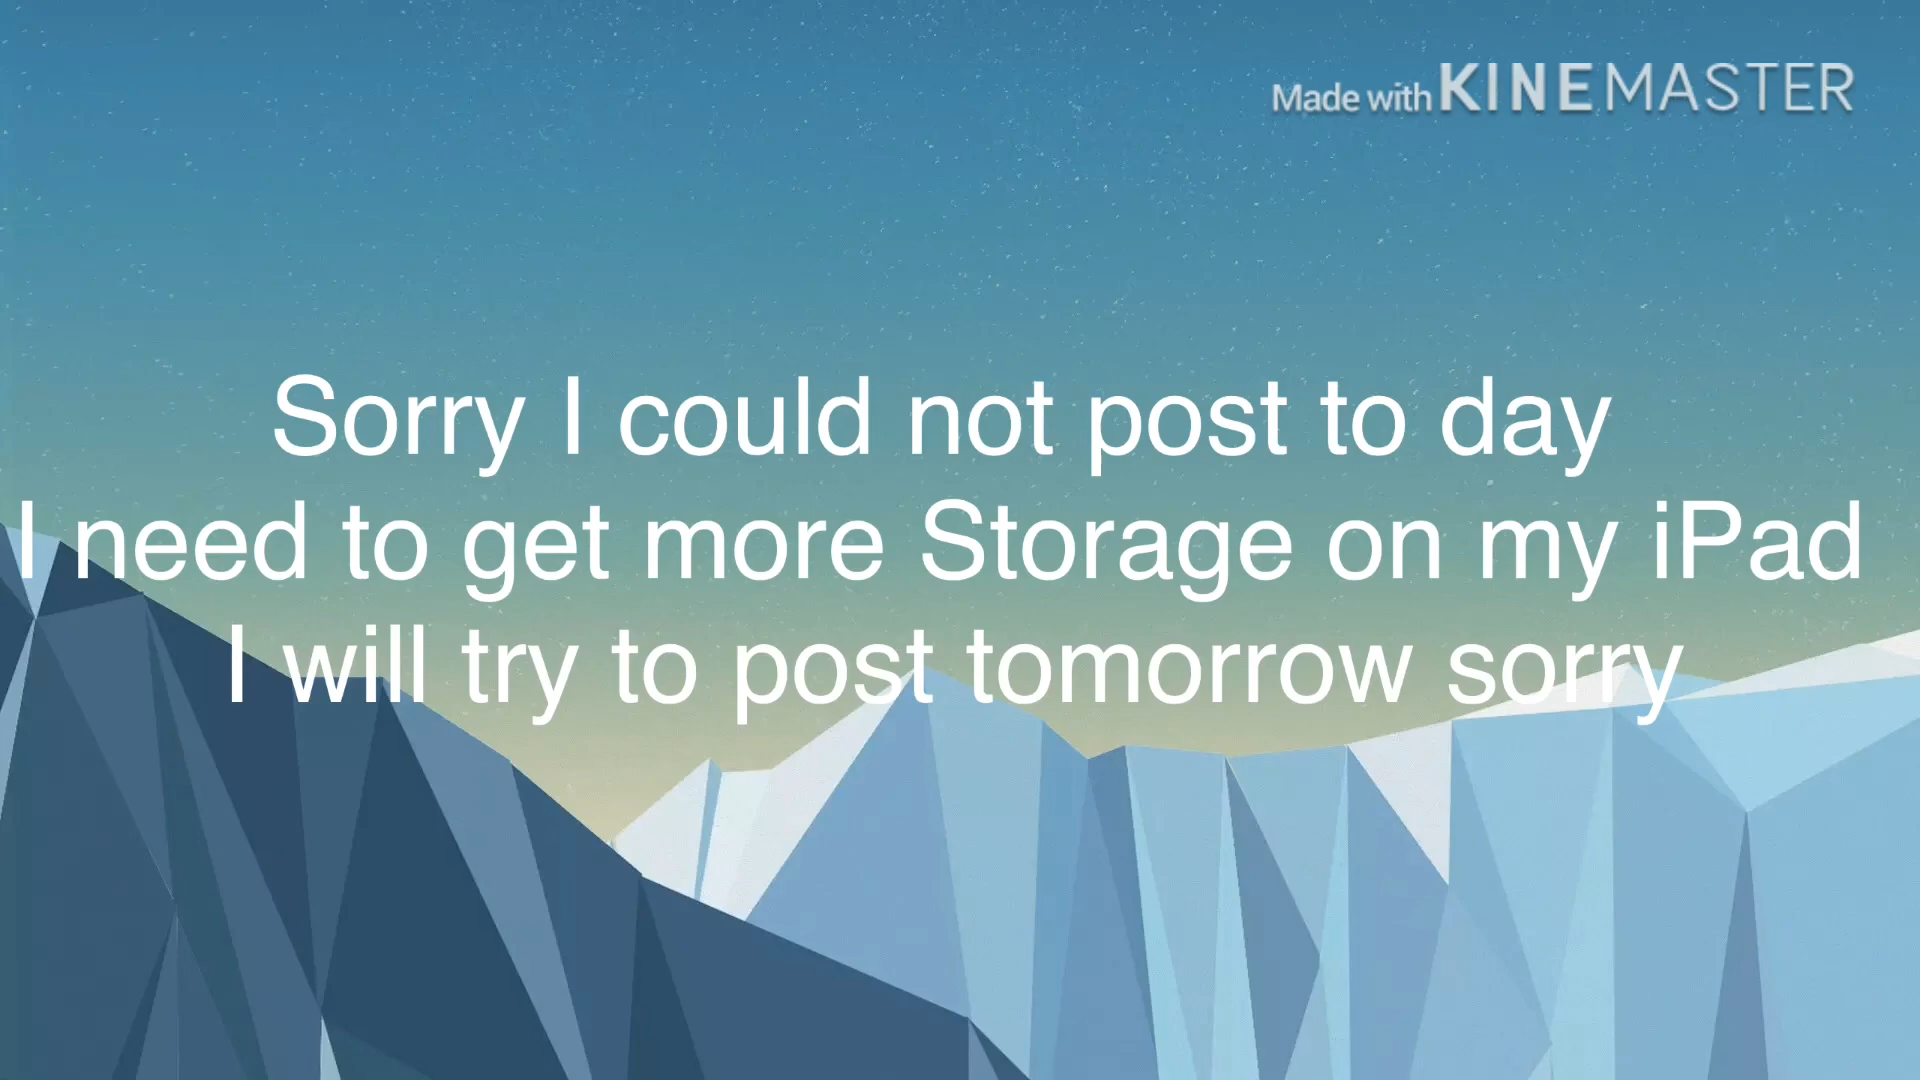 Made with KINEMASTER
Sorry I could not post to day
I need to get more Storage on my iPad
I will try to post tomorrow sorry